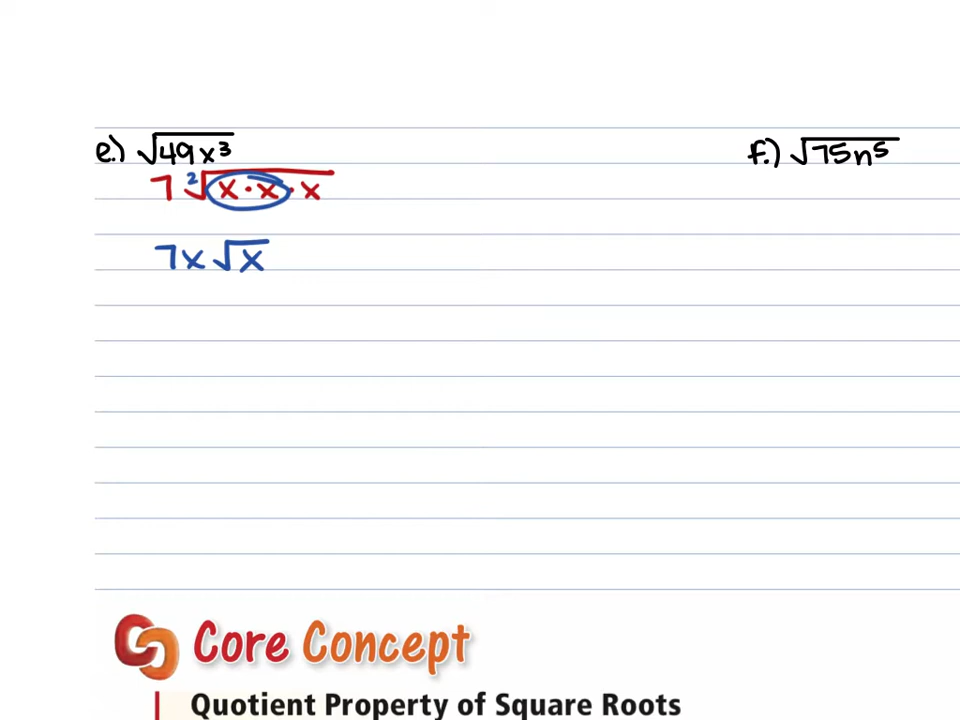 e.) √49x³
f.) √75n⁵
7 ²√x · x · x
7x √x
Core Concept
Quotient Property of Square Roots